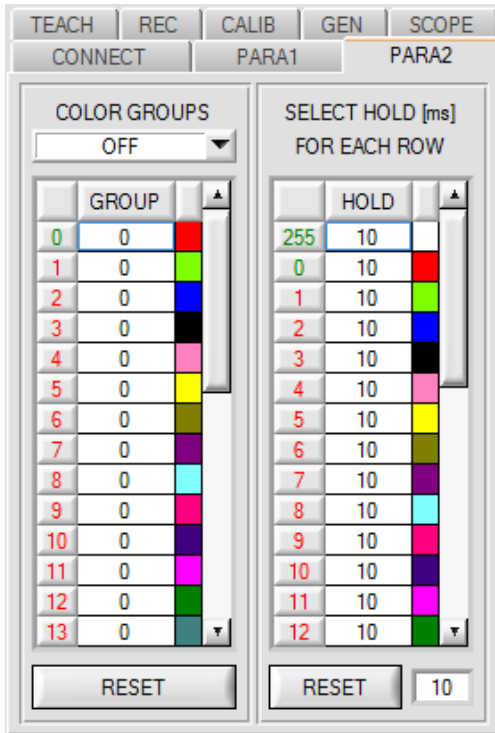 TEACH REC CALIB GEN SCOPE
CONNECT PARA1 PARA2
COLOR GROUPS
OFF
GROUP
0 0
1 0
2 0
3 0
4 0
5 0
6 0
7 0
8 0
9 0
10 0
11 0
12 0
13 0
RESET
SELECT HOLD [ms]
FOR EACH ROW
HOLD
255 10
0 10
1 10
2 10
3 10
4 10
5 10
6 10
7 10
8 10
9 10
10 10
11 10
12 10
RESET 10